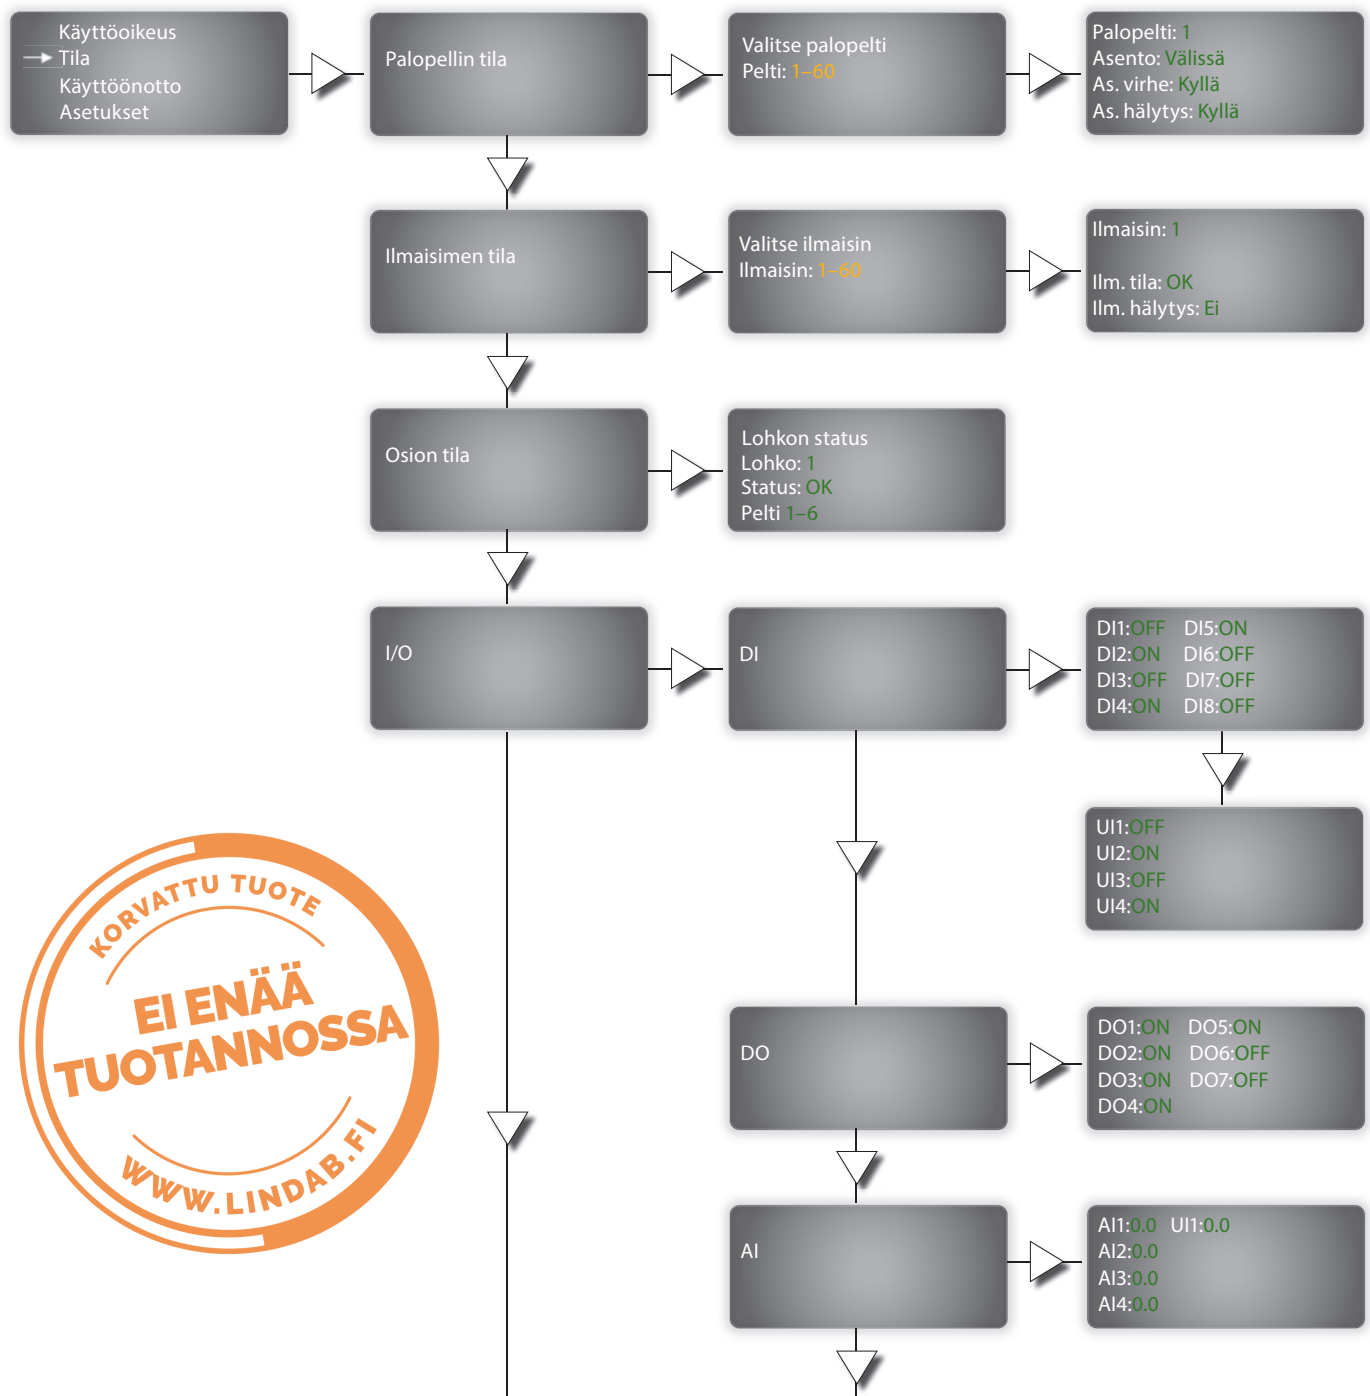 Käyttöoikeus
Tila
Käyttöönotto
Asetukset
Palopellin tila
Valitse palopelti
Pelti: 1–60
Palopelti: 1
Asento: Välissä
As. virhe: Kyllä
As. hälytys: Kyllä
Ilmaisimen tila
Valitse ilmaisin
Ilmaisin: 1–60
Ilmaisin: 1
Ilm. tila: OK
Ilm. hälytys: Ei
Osion tila
Lohkon status
Lohko: 1
Status: OK
Pelti 1–6
I/O
DI
DI1:OFF DI5:ON
DI2:ON DI6:OFF
DI3:OFF DI7:OFF
DI4:ON DI8:OFF
UI1:OFF
UI2:ON
UI3:OFF
UI4:ON
KORVATTU TUOTE
EI ENÄÄ
TUOTANNOSSA
WWW.LINDAB.FI
DO
DO1:ON DO5:ON
DO2:ON DO6:OFF
DO3:ON DO7:OFF
DO4:ON
AI
AI1:0.0 UI1:0.0
AI2:0.0
AI3:0.0
AI4:0.0